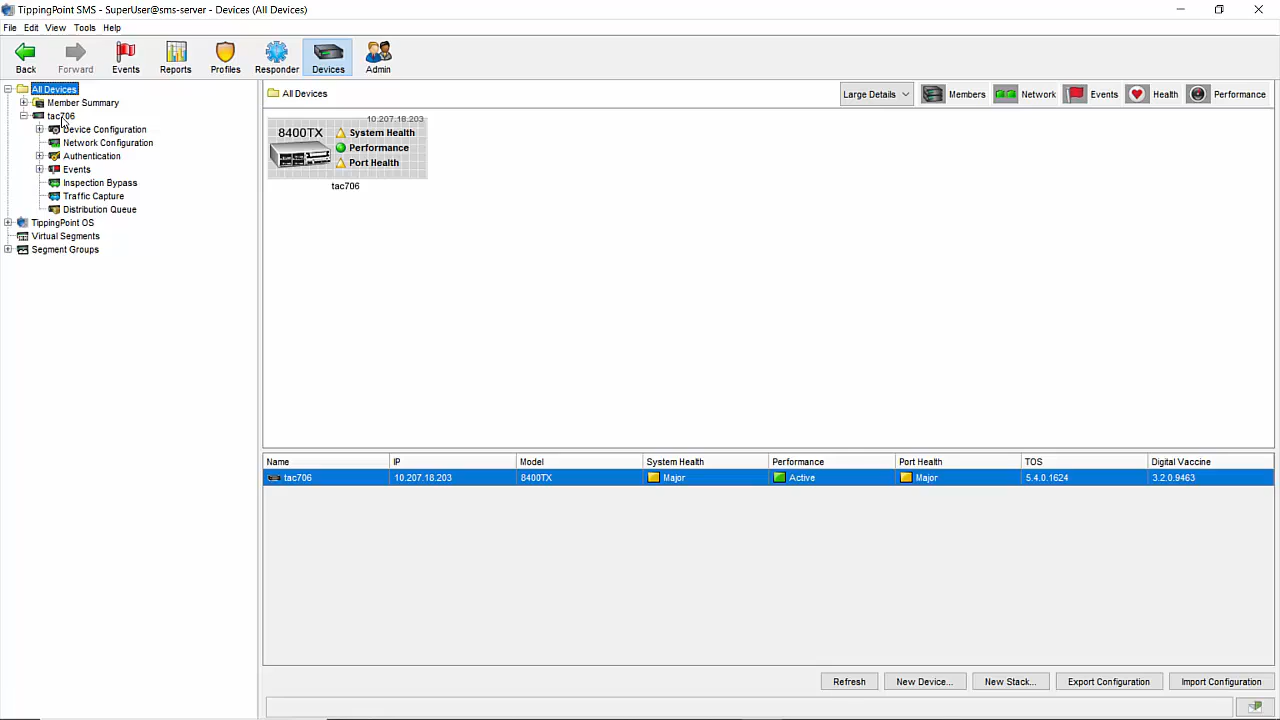 TippingPoint SMS - SuperUser@sms-server - Devices (All Devices)
File Edit View Tools Help
Back Forward Events Reports Profiles Responder Devices Admin
All Devices
Member Summary
tac706
Device Configuration
Network Configuration
Authentication
Events
Inspection Bypass
Traffic Capture
Distribution Queue
TippingPoint OS
Virtual Segments
Segment Groups
All Devices Large Details Members Network Events Health Performance
10.207.18.203
8400TX System Health
Performance
Port Health
tac706
Name IP Model System Health Performance Port Health TOS Digital Vaccine
tac706 10.207.18.203 8400TX Major Active Major 5.4.0.1624 3.2.0.9463
Refresh New Device... New Stack... Export Configuration Import Configuration